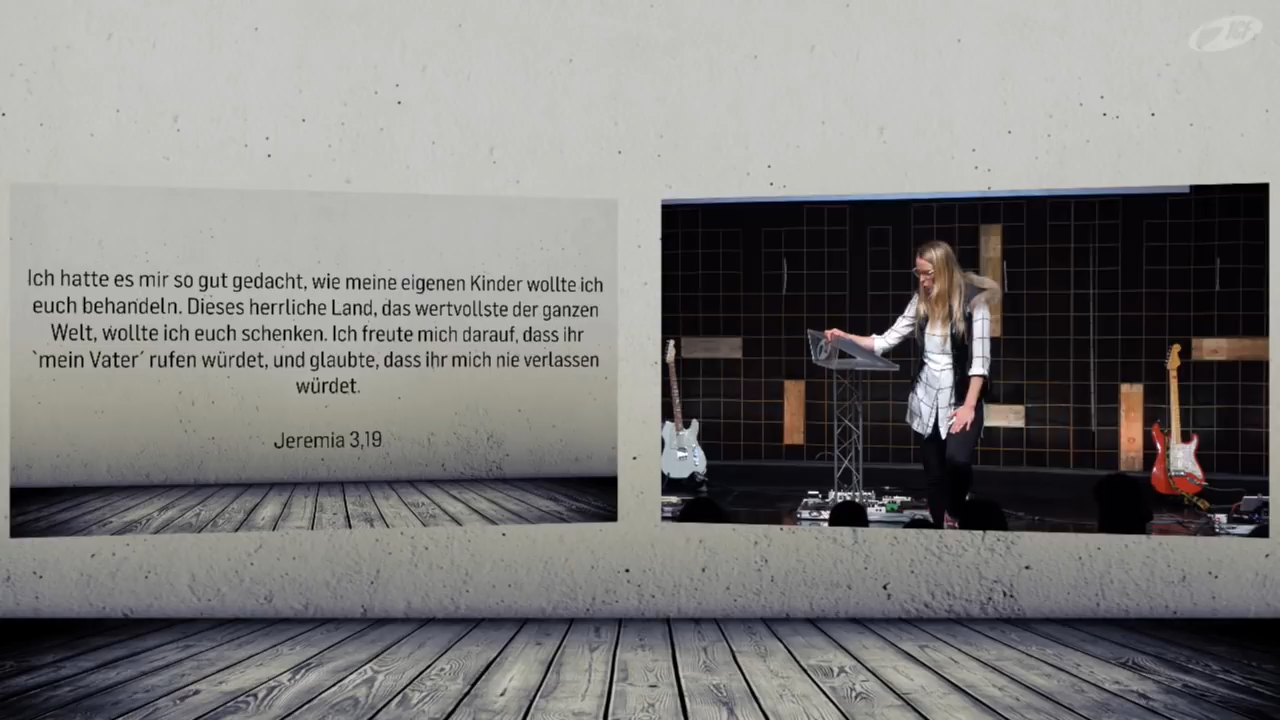 Ich hatte es mir so gut gedacht, wie meine eigenen Kinder wollte ich
euch behandeln. Dieses herrliche Land, das wertvollste der ganzen
Welt, wollte ich euch schenken. Ich freute mich darauf, dass ihr
`mein Vater´ rufen würdet, und glaubte, dass ihr mich nie verlassen
würdet.
Jeremia 3,19